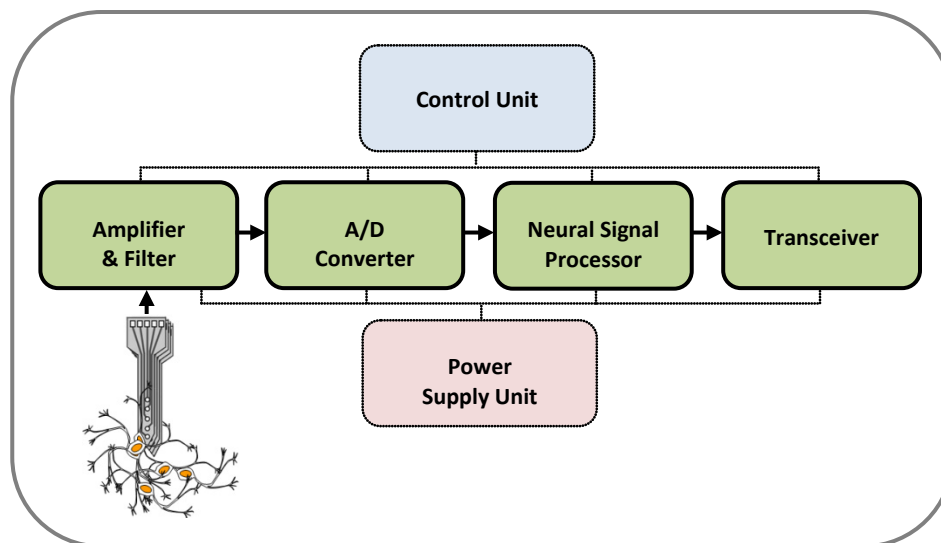 Control Unit
Amplifier
& Filter
A/D
Converter
Neural Signal
Processor
Transceiver
Power
Supply Unit